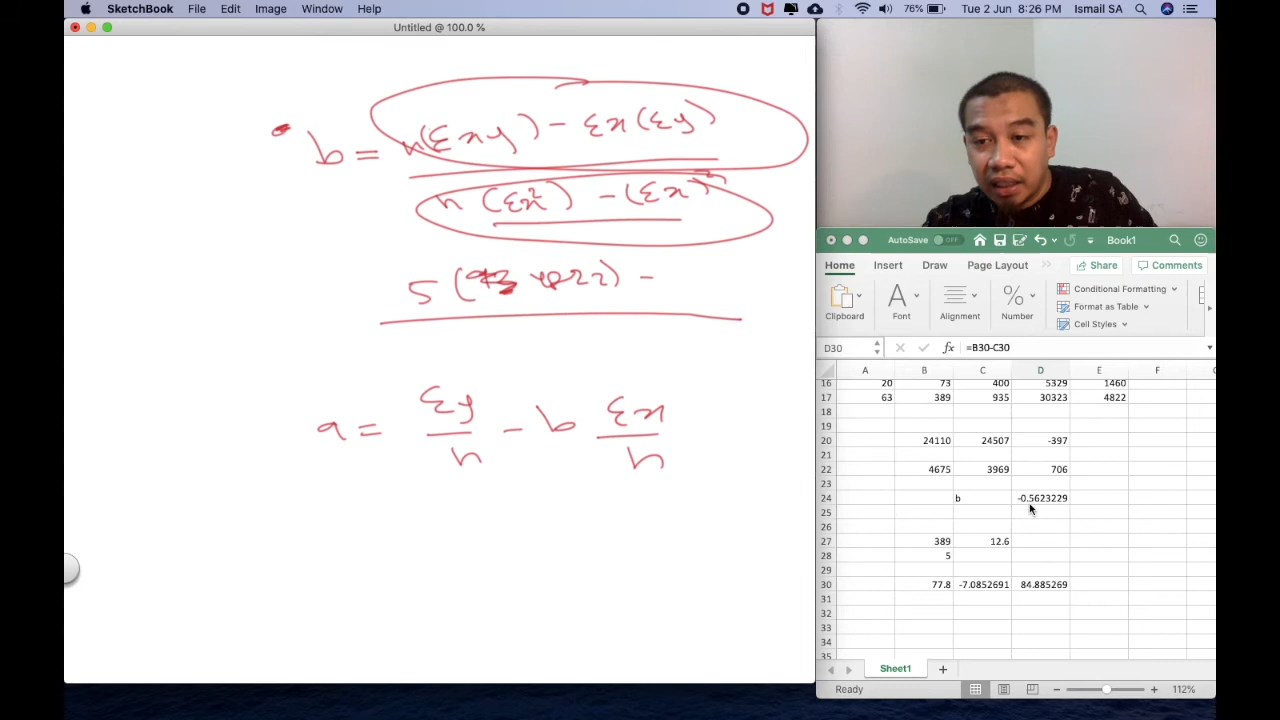 SketchBook File Edit Image Window Help 76% Tue 2 Jun 8:26 PM Ismail SA
Untitled @ 100.0 %
b = n(Σxy) - Σx(Σy)
n (Σx²) - (Σx)²
5 ( 4822) -
a = Σy - b Σx
n n
AutoSave OFF Book1
Home Insert Draw Page Layout Share Comments
Conditional Formatting
Format as Table
Cell Styles
Clipboard Font Alignment Number
D30 fx =B30-C30
A B C D E F
16 20 73 400 5329 1460
17 63 389 935 30323 4822
18
19
20 24110 24507 -397
21
22 4675 3969 706
23
24 b -0.5623229
25
26
27 389 12.6
28 5
29
30 77.8 -7.0852691 84.885269
31
32
33
34
35
Sheet1
Ready 112%